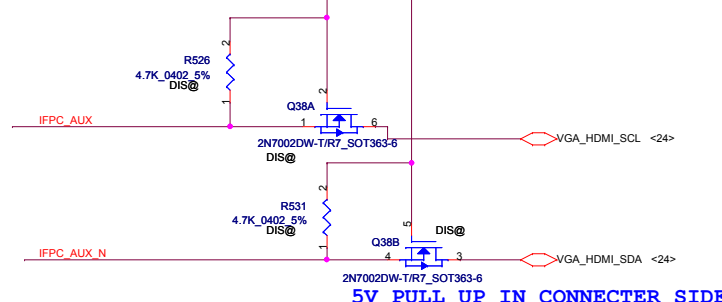 2
R526
4.7K_0402_5%
DIS@
1
2
Q38A
IFPC_AUX
1
6
2N7002DW-T/R7_SOT363-6
DIS@
VGA_HDMI_SCL <24>
2
R531
4.7K_0402_5%
DIS@
1
5
DIS@
Q38B
IFPC_AUX_N
4
3
VGA_HDMI_SDA <24>
2N7002DW-T/R7_SOT363-6
5V PULL UP IN CONNECTER SIDE